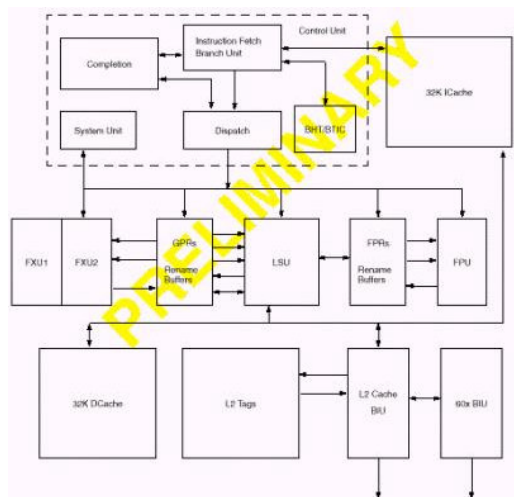 Instruction Fetch
Branch Unit
Control Unit
Completion
32K ICache
System Unit
Dispatch
BHT/BTIC
PRELIMINARY
FXU1
FXU2
GPRs
Rename
Buffers
LSU
FPRs
Rename
Buffers
FPU
32K DCache
L2 Tags
L2 Cache
BIU
60x BIU